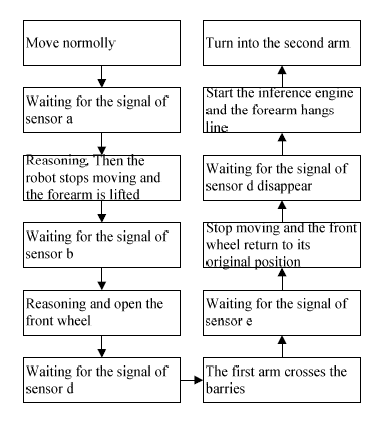 Move normolly
Waiting for the signal of
sensor a
Reasoning. Then the
robot stops moving and
the forearm is lifted
Waiting for the signal of
sensor b
Reasoning and open the
front wheel
Waiting for the signal of
sensor d
The first arm crosses the
barries
Waiting for the signal of
sensor e
Stop moving and the front
wheel return to its
original position
Waiting for the signal of
sensor d disappear
Start the inference engine
and the forearm hangs
line
Turn into the second arm